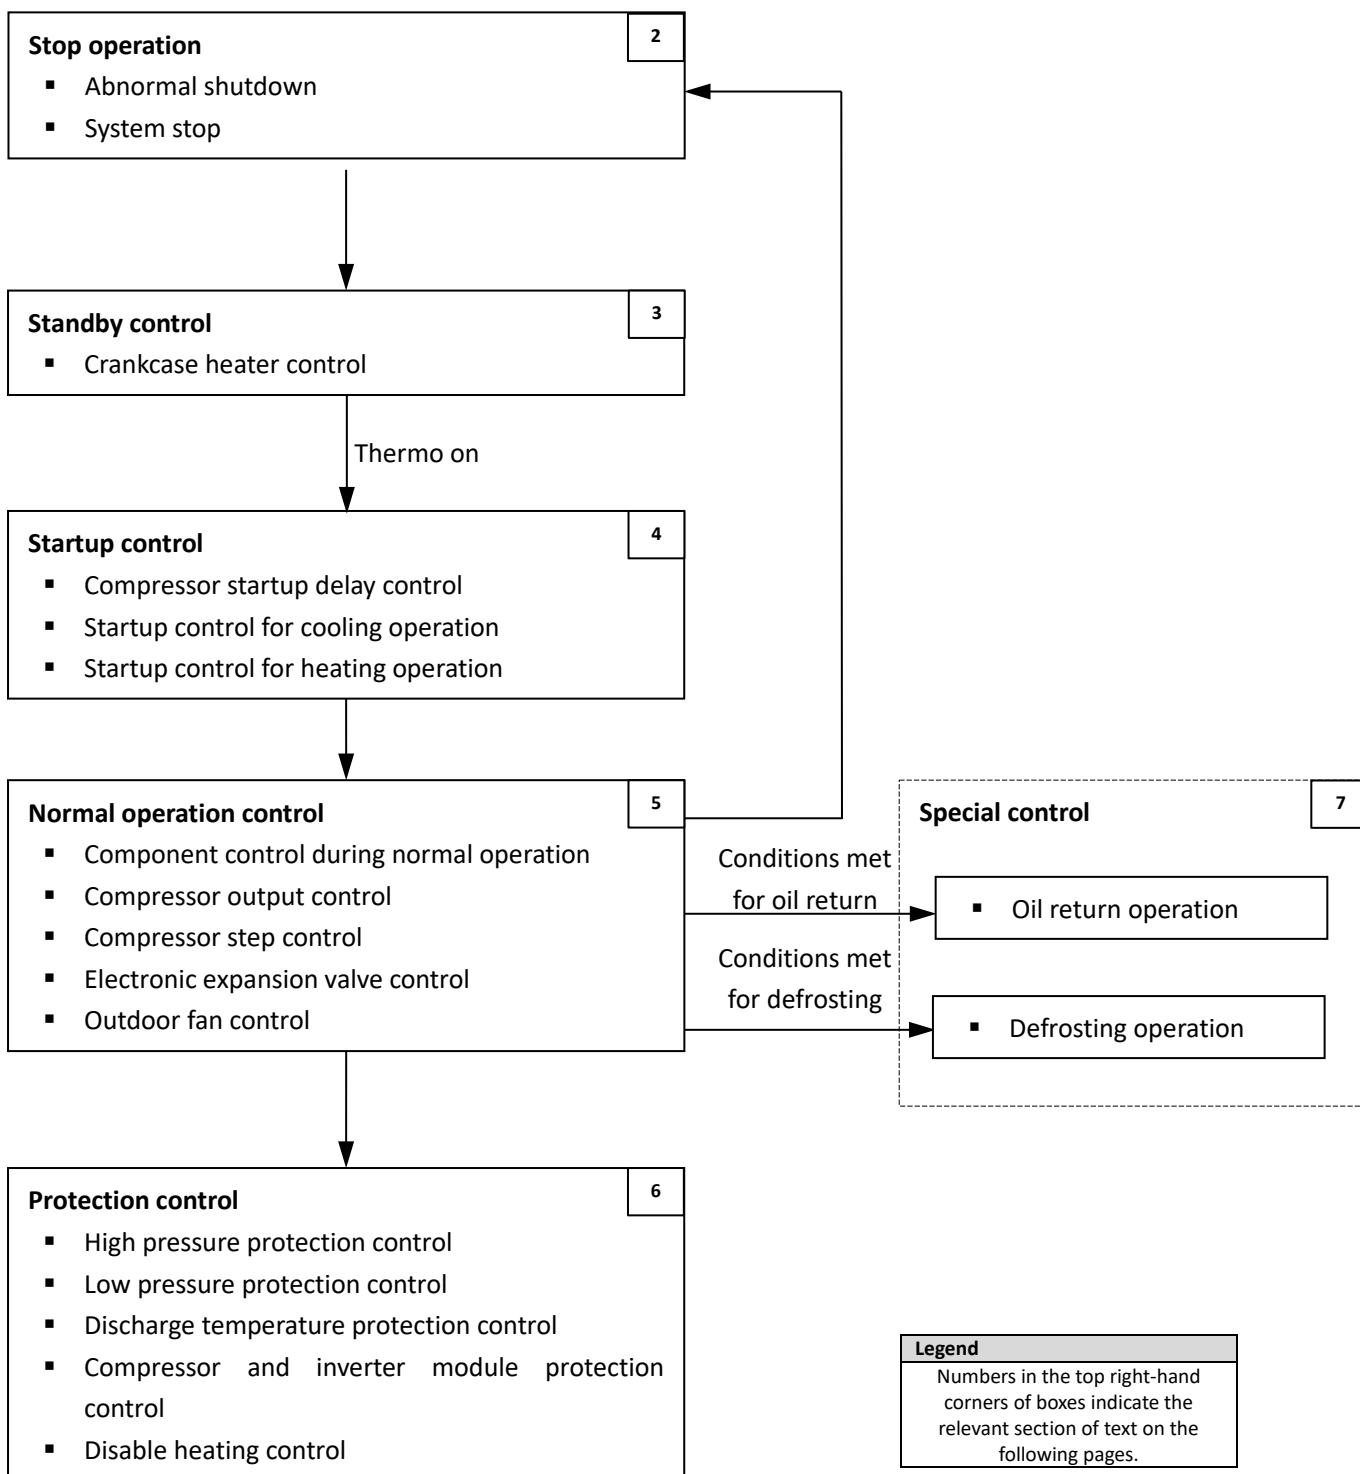 Stop operation
2
▪ Abnormal shutdown
▪ System stop
Standby control
3
▪ Crankcase heater control
Thermo on
Startup control
4
▪ Compressor startup delay control
▪ Startup control for cooling operation
▪ Startup control for heating operation
Normal operation control
5
▪ Component control during normal operation
▪ Compressor output control
▪ Compressor step control
▪ Electronic expansion valve control
▪ Outdoor fan control
Conditions met
for oil return
Conditions met
for defrosting
Special control
7
▪ Oil return operation
▪ Defrosting operation
Protection control
6
▪ High pressure protection control
▪ Low pressure protection control
▪ Discharge temperature protection control
▪ Compressor and inverter module protection
control
▪ Disable heating control
Legend
Numbers in the top right-hand
corners of boxes indicate the
relevant section of text on the
following pages.